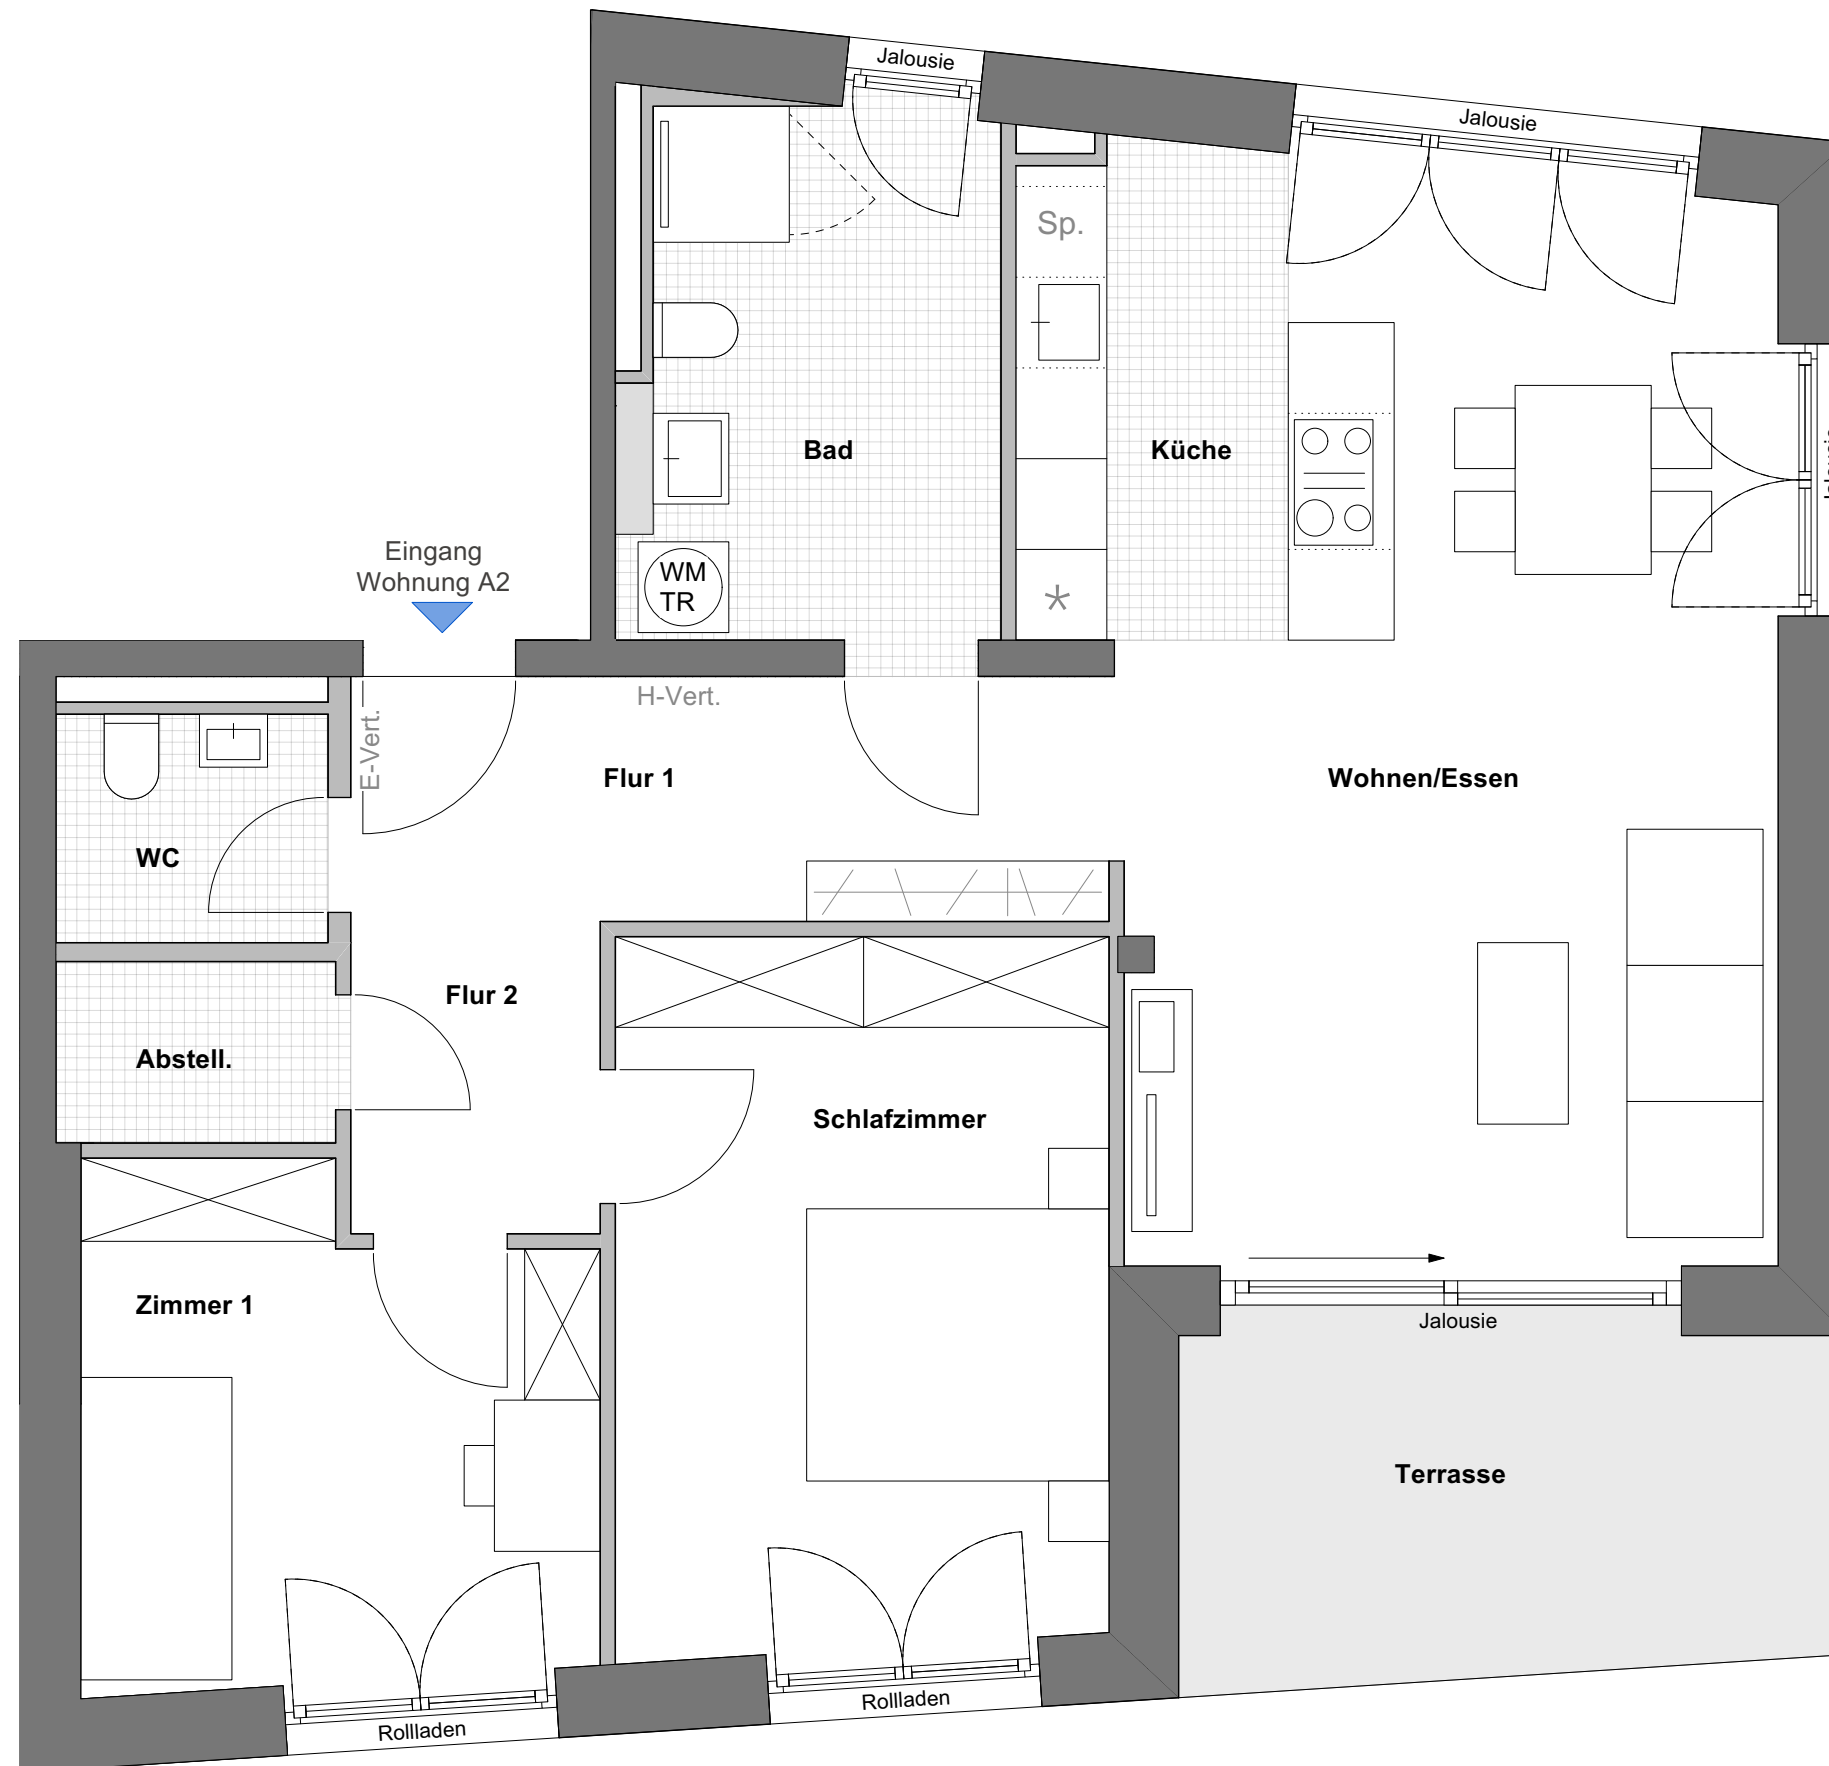 Jalousie
Jalousie
Sp.
Bad
Küche
Jalousie
Eingang
Wohnung A2
WM
TR
H-Vert.
E-Vert.
Flur 1
Wohnen/Essen
WC
Flur 2
Abstell.
Schlafzimmer
Zimmer 1
Jalousie
Terrasse
Rollladen
Rollladen